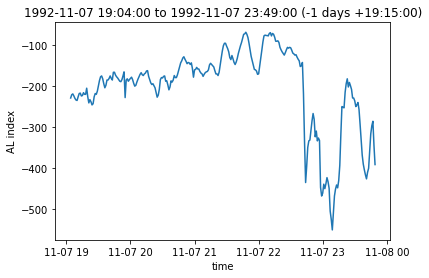 1992-11-07 19:04:00 to 1992-11-07 23:49:00 (-1 days +19:15:00)
−100
−200
−300
−400
−500
AL index
11-07 19 11-07 20 11-07 21 11-07 22 11-07 23 11-08 00
time